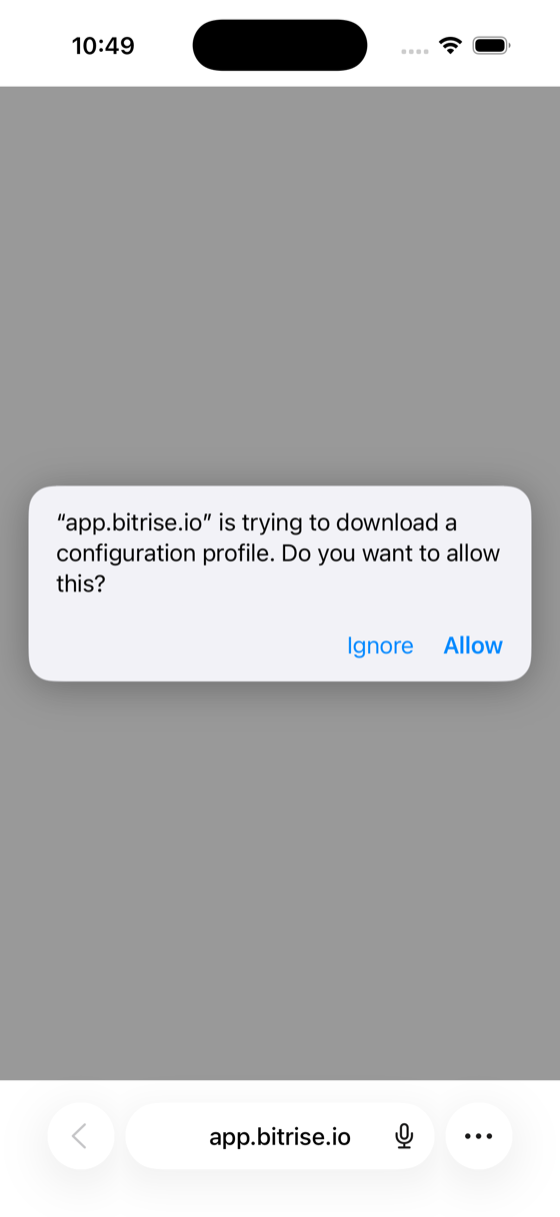 10:49
“app.bitrise.io” is trying to download a
configuration profile. Do you want to allow
this?
Ignore Allow
app.bitrise.io